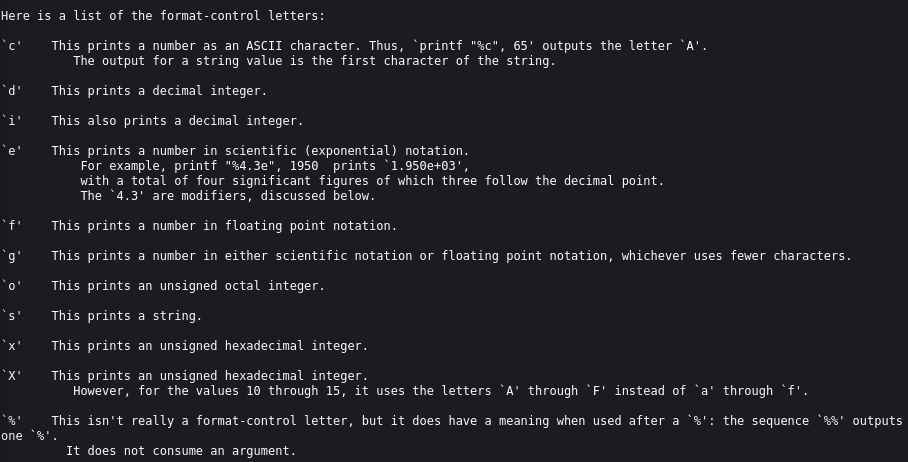 Here is a list of the format-control letters:
`c'    This prints a number as an ASCII character. Thus, `printf "%c", 65' outputs the letter `A'.
The output for a string value is the first character of the string.
`d'    This prints a decimal integer.
`i'    This also prints a decimal integer.
`e'    This prints a number in scientific (exponential) notation.
For example, printf "%4.3e", 1950  prints `1.950e+03',
with a total of four significant figures of which three follow the decimal point.
The `4.3' are modifiers, discussed below.
`f'    This prints a number in floating point notation.
`g'    This prints a number in either scientific notation or floating point notation, whichever uses fewer characters.
`o'    This prints an unsigned octal integer.
`s'    This prints a string.
`x'    This prints an unsigned hexadecimal integer.
`X'    This prints an unsigned hexadecimal integer.
However, for the values 10 through 15, it uses the letters `A' through `F' instead of `a' through `f'.
`%'    This isn't really a format-control letter, but it does have a meaning when used after a `%': the sequence `%%' outputs
one `%'.
It does not consume an argument.